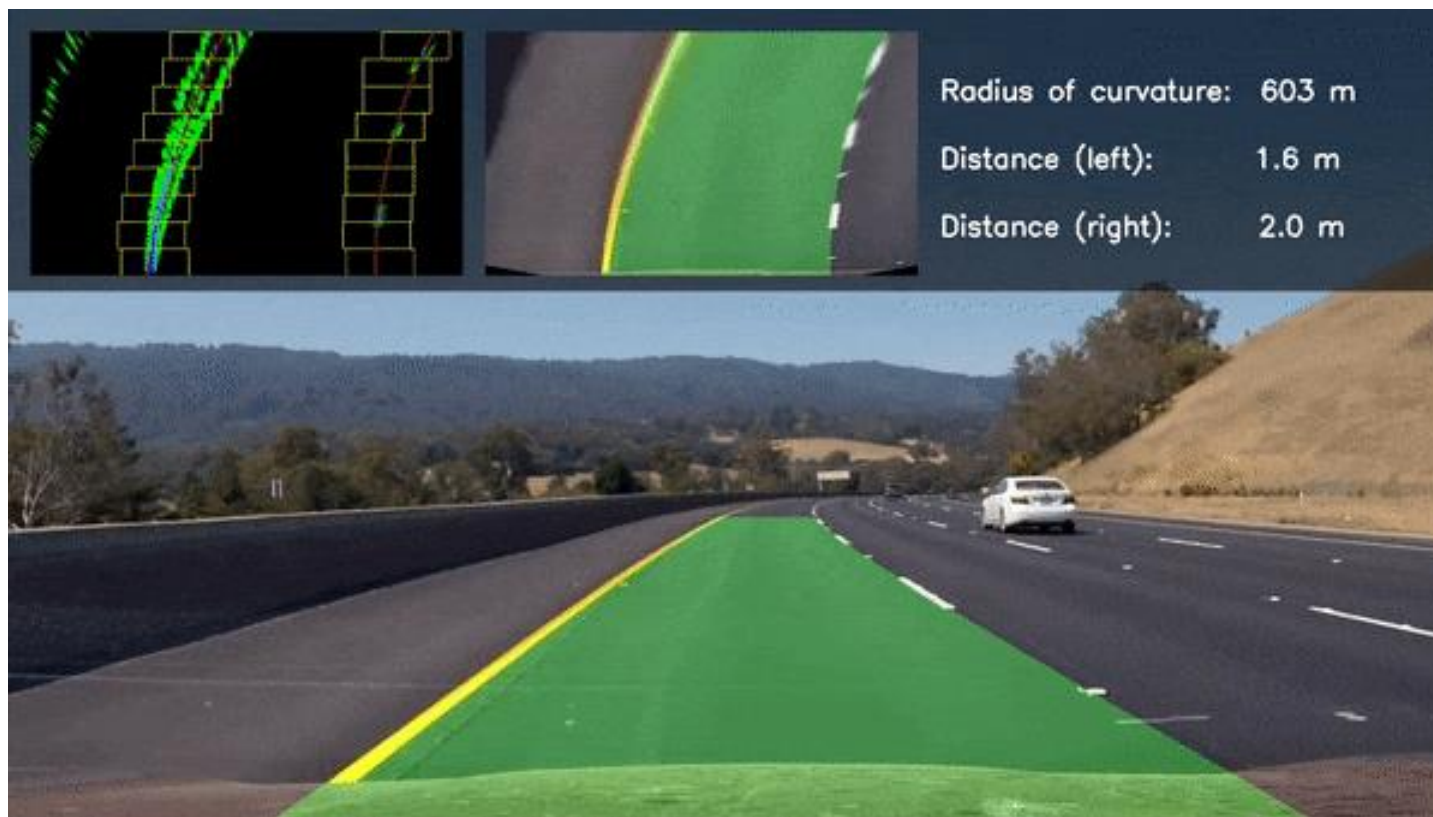 Radius of curvature: 603 m
Distance (left): 1.6 m
Distance (right): 2.0 m